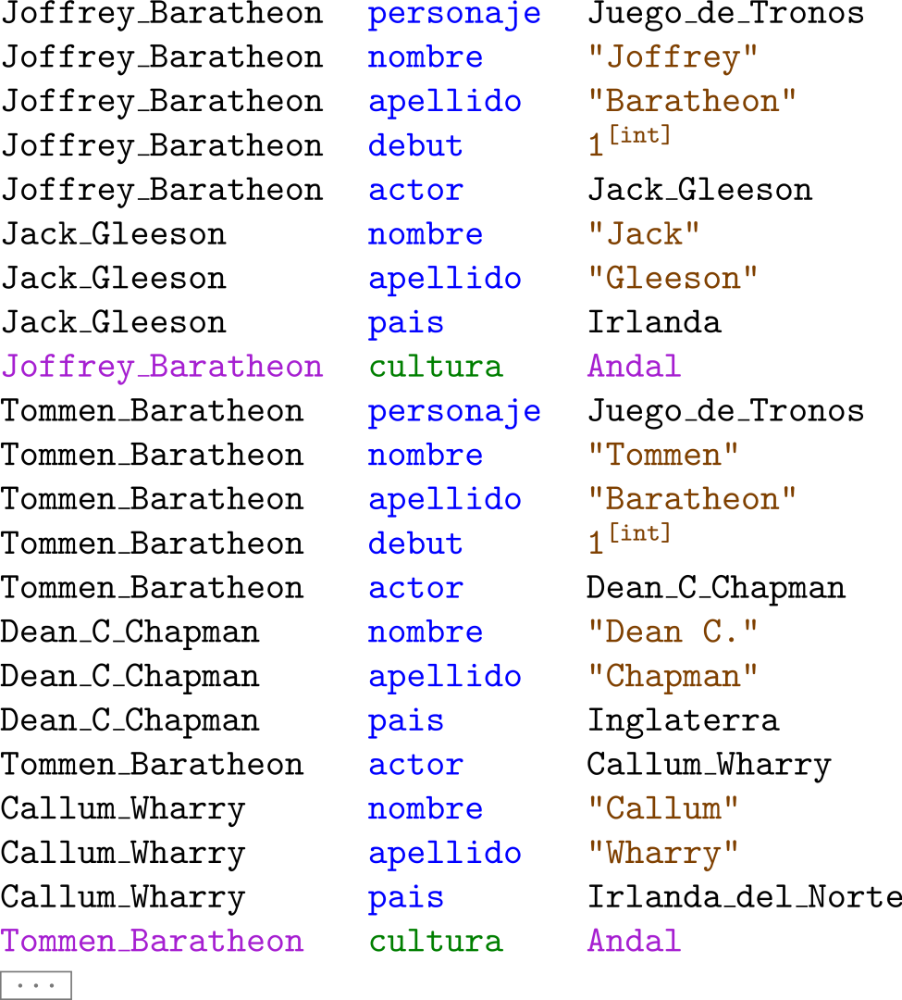 Joffrey_Baratheon personaje Juego_de_Tronos
Joffrey_Baratheon nombre "Joffrey"
Joffrey_Baratheon apellido "Baratheon"
Joffrey_Baratheon debut 1[int]
Joffrey_Baratheon actor Jack_Gleeson
Jack_Gleeson nombre "Jack"
Jack_Gleeson apellido "Gleeson"
Jack_Gleeson pais Irlanda
Joffrey_Baratheon cultura Andal
Tommen_Baratheon personaje Juego_de_Tronos
Tommen_Baratheon nombre "Tommen"
Tommen_Baratheon apellido "Baratheon"
Tommen_Baratheon debut 1[int]
Tommen_Baratheon actor Dean_C_Chapman
Dean_C_Chapman nombre "Dean C."
Dean_C_Chapman apellido "Chapman"
Dean_C_Chapman pais Inglaterra
Tommen_Baratheon actor Callum_Wharry
Callum_Wharry nombre "Callum"
Callum_Wharry apellido "Wharry"
Callum_Wharry pais Irlanda_del_Norte
Tommen_Baratheon cultura Andal
...